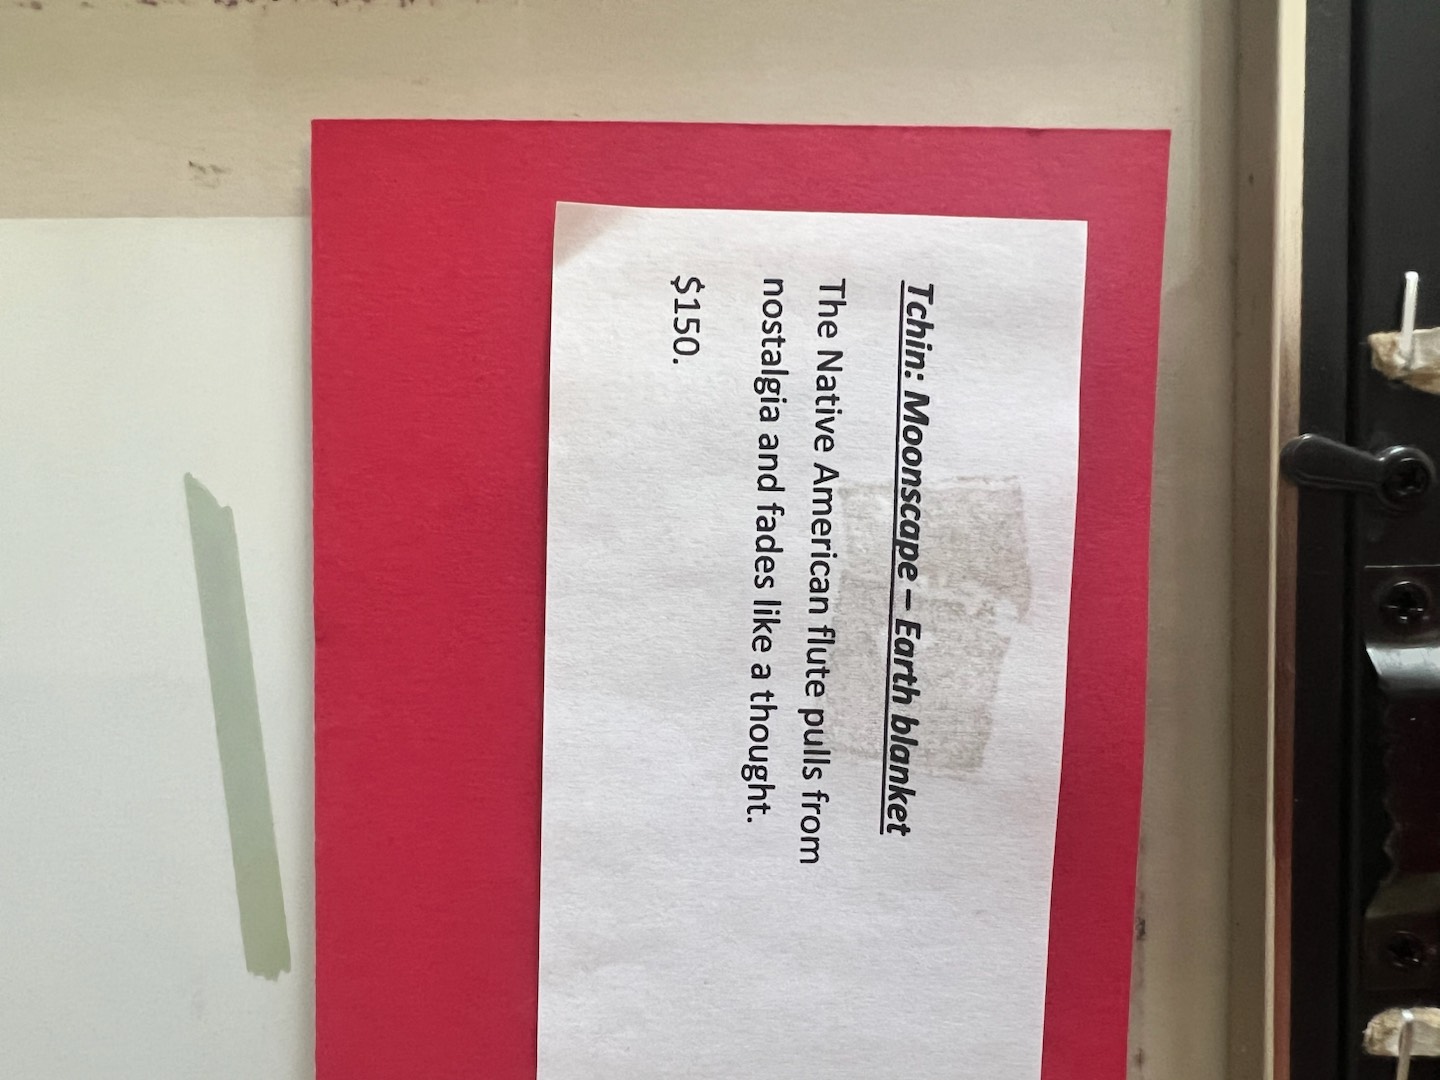 Tchin: Moonscape – Earth blanket
The Native American flute pulls from
nostalgia and fades like a thought.
$150.